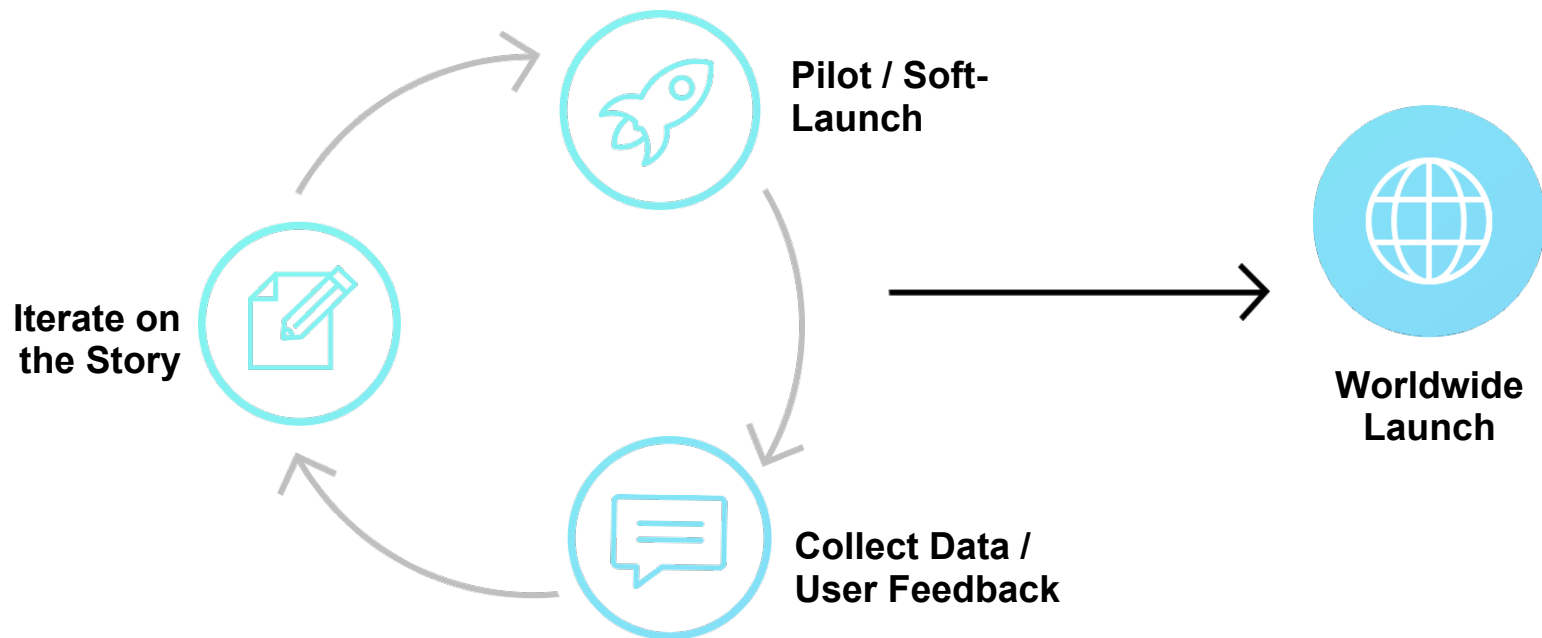 Pilot / Soft-
Launch
Iterate on
the Story
Worldwide
Launch
Collect Data /
User Feedback